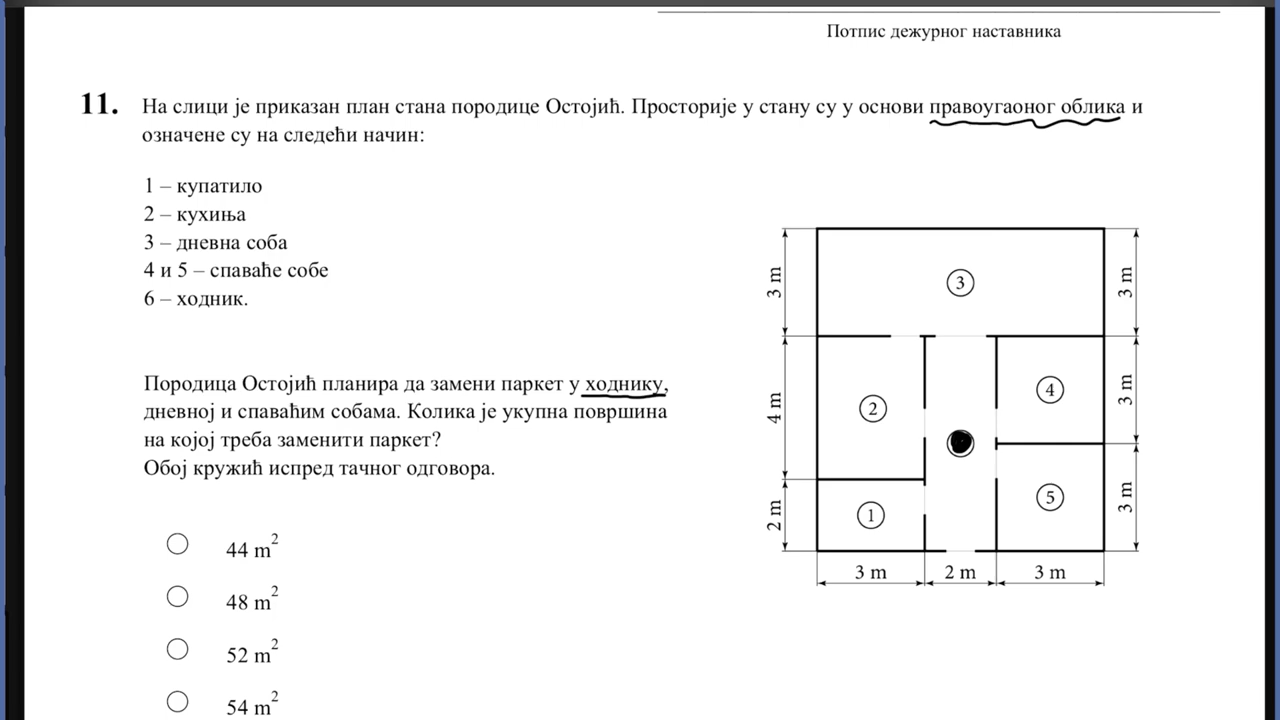 Потпис дежурног наставника
11. На слици је приказан план стана породице Остојић. Просторије у стану су у основи правоугаоног облика и
означене су на следећи начин:
1 – купатило
2 – кухиња
3 – дневна соба
4 и 5 – спаваће собе
6 – ходник.
Породица Остојић планира да замени паркет у ходнику,
дневној и спаваћим собама. Колика је укупна површина
на којој треба заменити паркет?
Обој кружић испред тачног одговора.
44 m²
48 m²
52 m²
54 m²
3 m
3
3 m
4 m
2
4
3 m
2 m
1
5
3 m
3 m
2 m
3 m